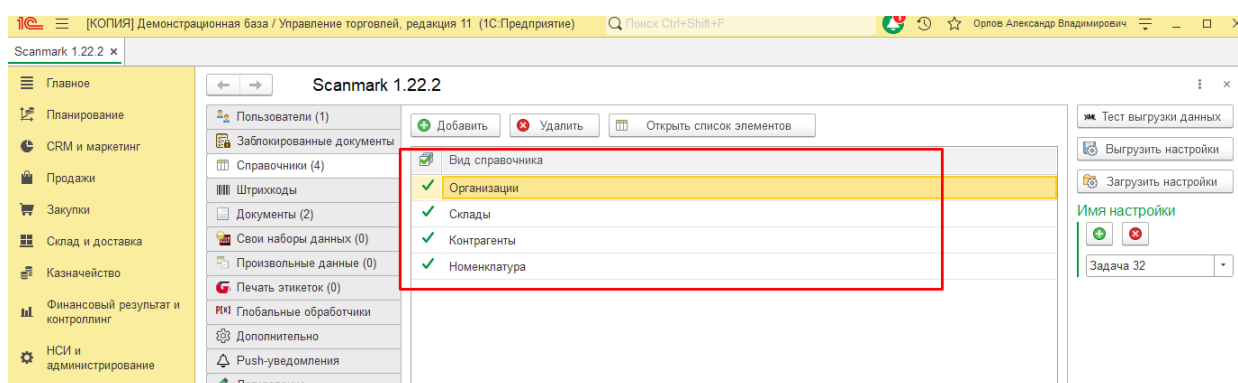 1С [КОПИЯ] Демонстрационная база / Управление торговлей, редакция 11 (1С:Предприятие) Поиск Ctrl+Shift+F Орлов Александр Владимирович
Scanmark 1.22.2 ×
Главное
Планирование
CRM и маркетинг
Продажи
Закупки
Склад и доставка
Казначейство
Финансовый результат и
контроллинг
НСИ и
администрирование
Scanmark 1.22.2
Пользователи (1)
Заблокированные документы
Справочники (4)
Штрихкоды
Документы (2)
Свои наборы данных (0)
Произвольные данные (0)
Печать этикеток (0)
Глобальные обработчики
Дополнительно
Push-уведомления
Добавить Удалить Открыть список элементов
Вид справочника
Организации
Склады
Контрагенты
Номенклатура
XML Тест выгрузки данных
Выгрузить настройки
Загрузить настройки
Имя настройки
Задача 32